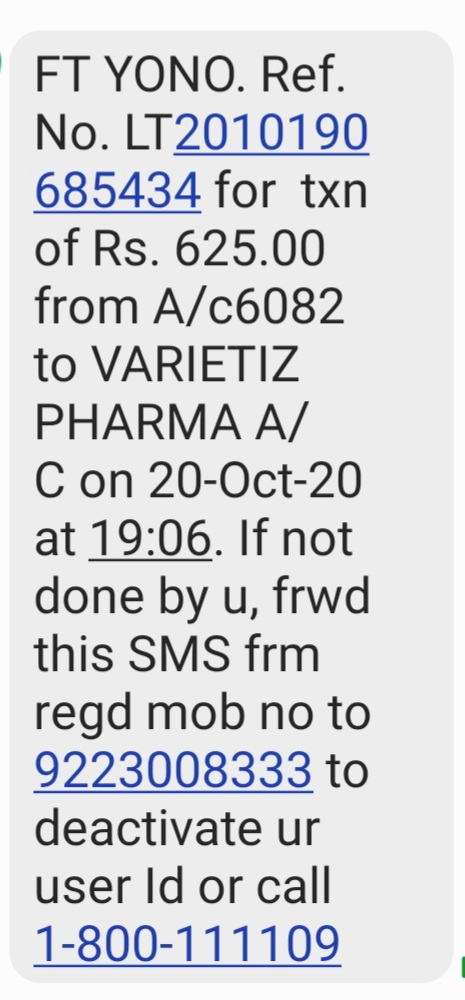 FT YONO. Ref.
No. LT2010190
685434 for  txn
of Rs. 625.00
from A/c6082
to VARIETIZ
PHARMA A/
C on 20-Oct-20
at 19:06. If not
done by u, frwd
this SMS frm
regd mob no to
9223008333 to
deactivate ur
user Id or call
1-800-111109